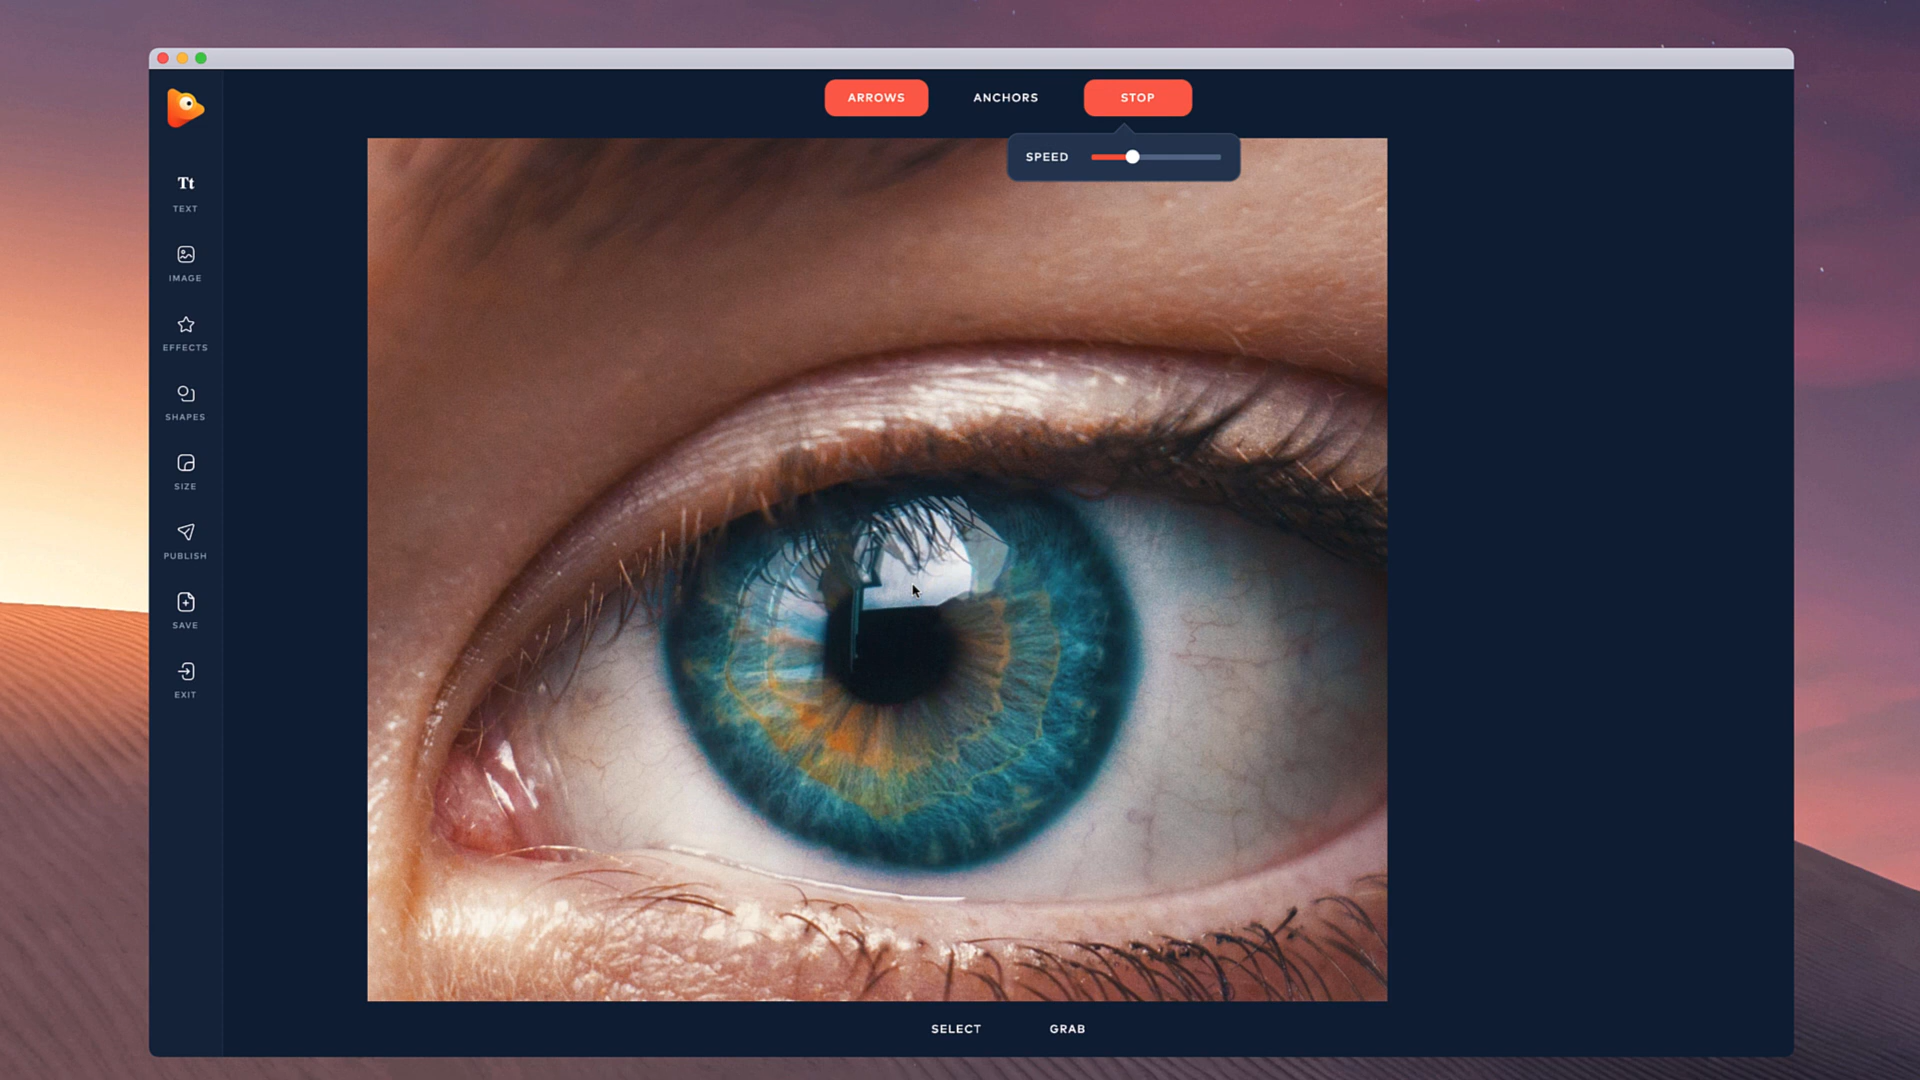 ARROWS
ANCHORS
STOP
SPEED
Tt
TEXT
IMAGE
EFFECTS
SHAPES
SIZE
PUBLISH
SAVE
EXIT
SELECT
GRAB